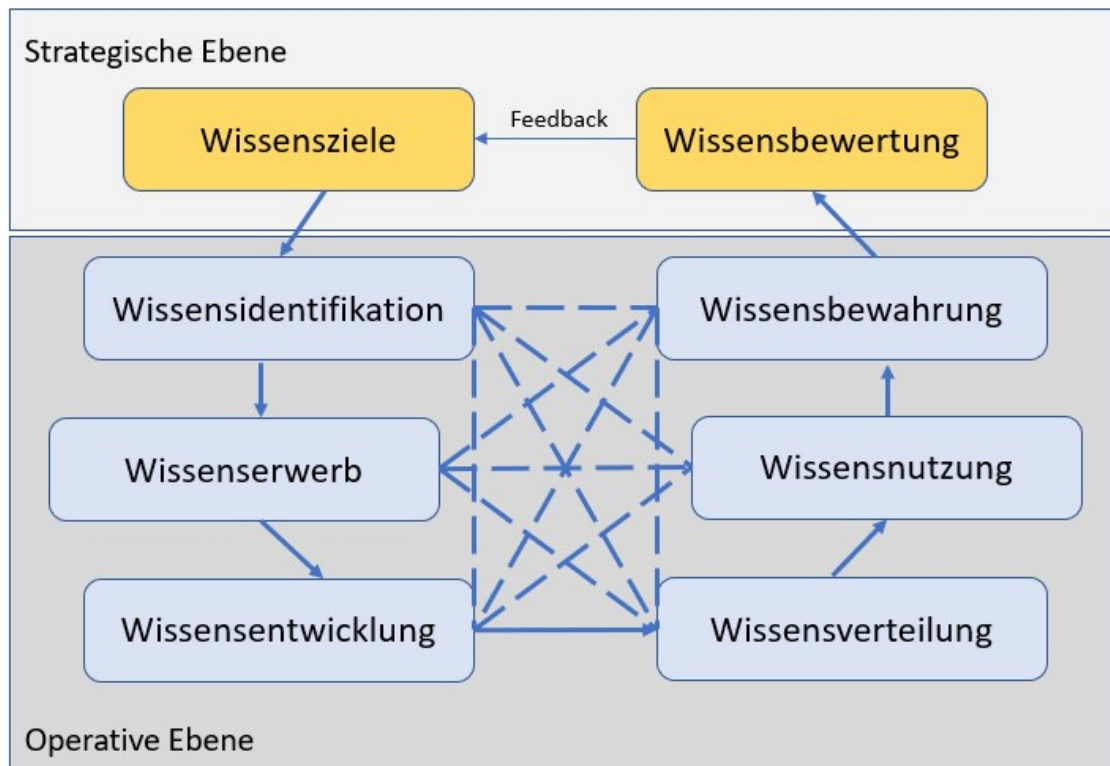 Strategische Ebene
Wissensziele
Feedback
Wissensbewertung
Wissensidentifikation
Wissensbewahrung
Wissenserwerb
Wissensnutzung
Wissensentwicklung
Wissensverteilung
Operative Ebene